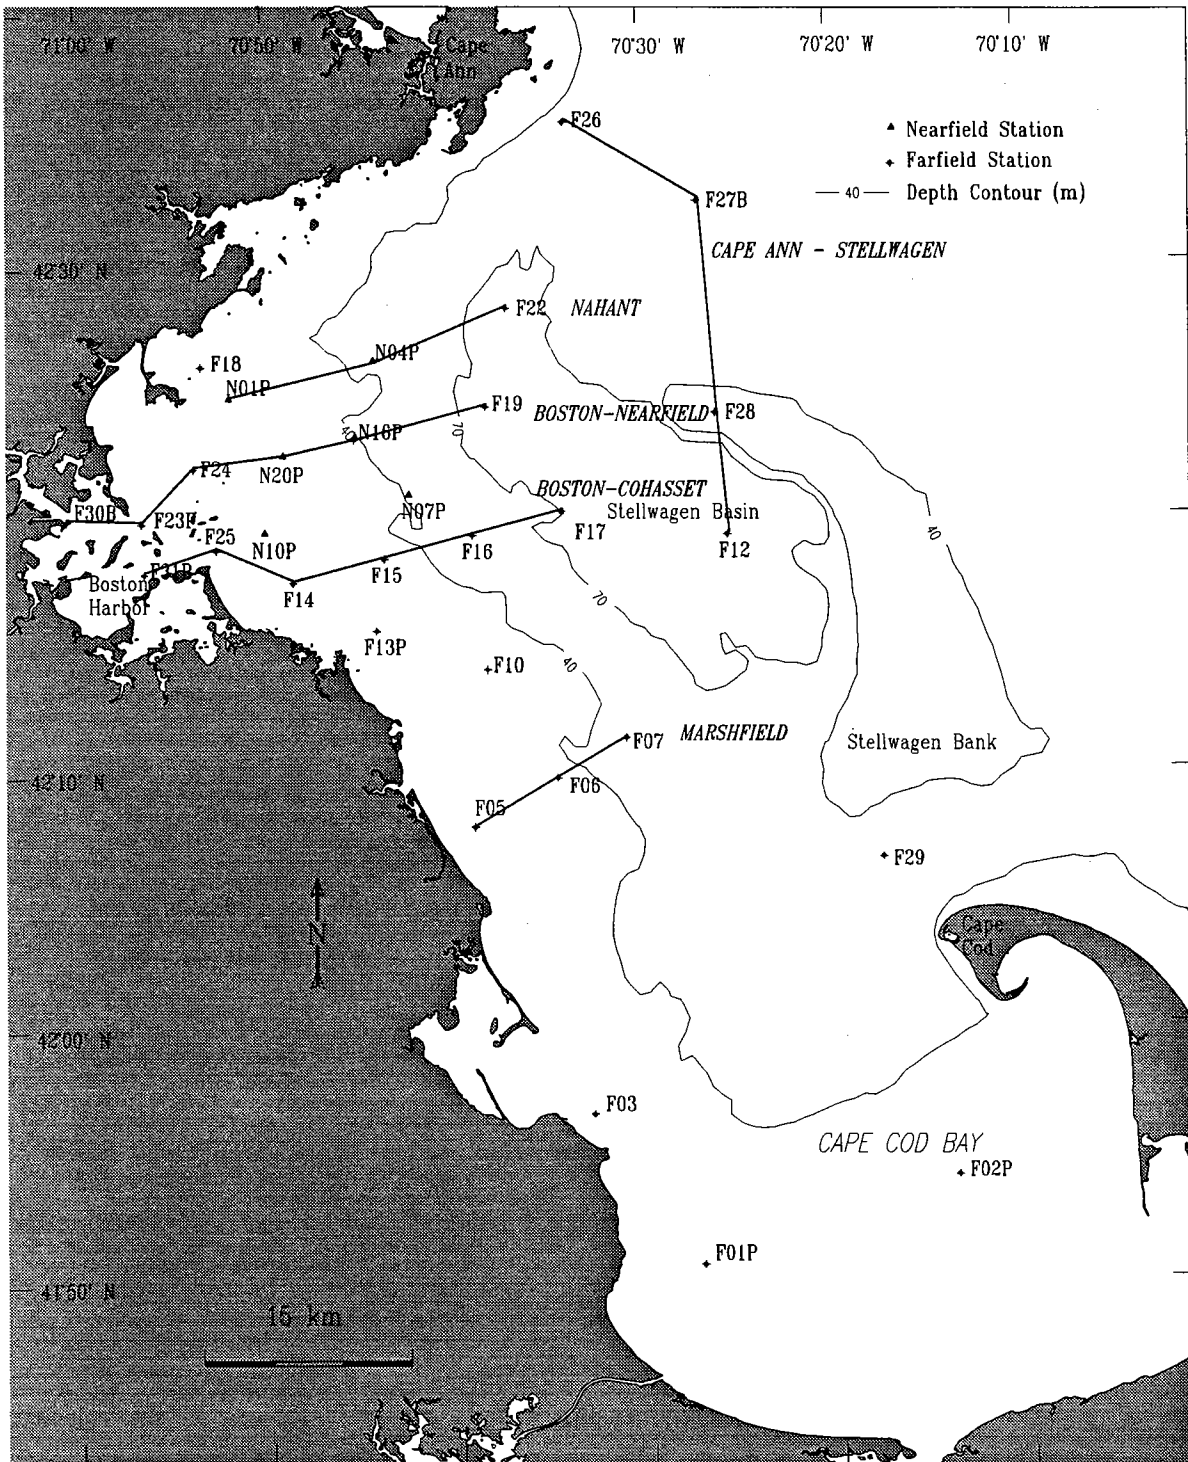 71°00' W
70°50' W
70°30' W
70°20' W
70°10' W
Cape
Ann
F26
Nearfield Station
Farfield Station
40 Depth Contour (m)
F27B
CAPE ANN - STELLWAGEN
42°30' N
F22
NAHANT
N04P
F18
N01P
F19
BOSTON-NEARFIELD
F28
40
N16P
70
F24
N20P
BOSTON-COHASSET
Stellwagen Basin
N07P
F30B
F23P
F17
40
F25
N10P
F16
F12
F31B
F15
Boston
Harbor
F14
70
F13P
F10
40
F07
MARSHFIELD
Stellwagen Bank
42°10' N
F06
F05
F29
N
Cape
Cod
42°00' N
F03
CAPE COD BAY
F02P
F01P
41°50' N
15 km